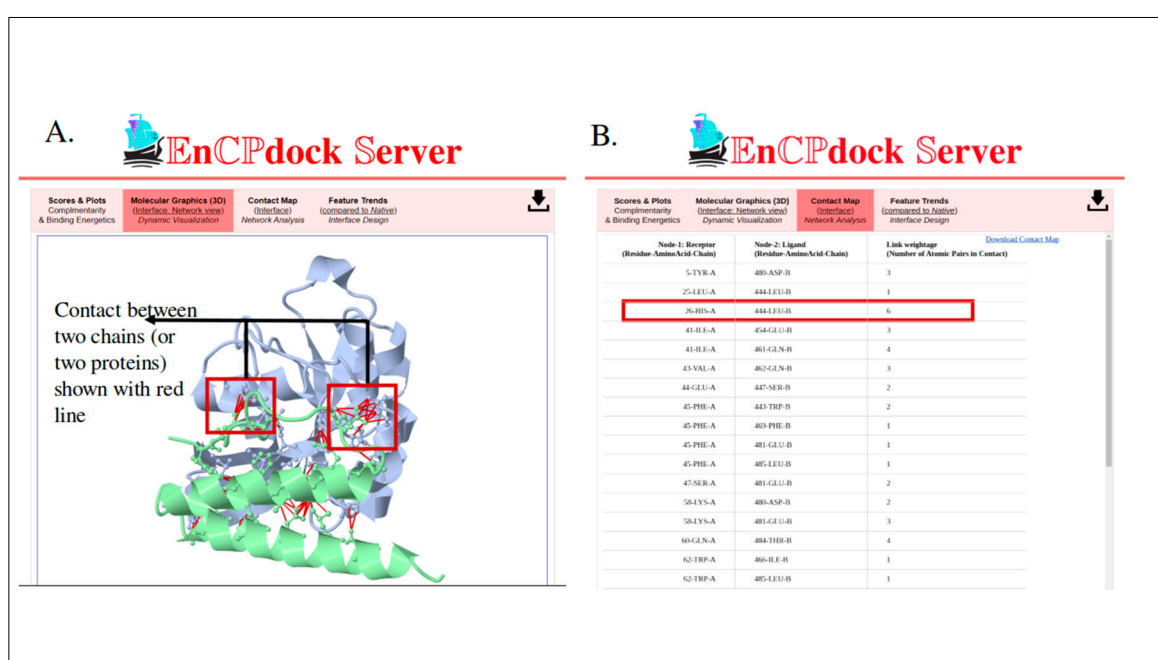 A.
EnCPdock Server
Scores & Plots
Complmentarity
& Binding Energetics
Molecular Graphics (3D)
(Interface: Network view)
Dynamic Visualization
Contact Map
(Interface)
Network Analysis
Feature Trends
(compared to Native)
Interface Design
Contact between
two chains (or
two proteins)
shown with red
line
B.
EnCPdock Server
Scores & Plots
Complmentarity
& Binding Energetics
Molecular Graphics (3D)
(Interface: Network view)
Dynamic Visualization
Contact Map
(Interface)
Network Analysis
Feature Trends
(compared to Native)
Interface Design
Download Contact Map
Node-1: Receptor
(Residue-AminoAcid-Chain)
Node-2: Ligand
(Residue-AminoAcid-Chain)
Link weightage
(Number of Atomic Pairs in Contact)
5-TYR-A 480-ASP-B 3
25-LEU-A 444-LEU-B 1
26-HIS-A 444-LEU-B 6
41-ILE-A 454-GLU-B 3
41-ILE-A 461-GLN-B 4
43-VAL-A 462-GLN-B 3
44-GLU-A 447-SER-B 2
45-PHE-A 443-TRP-B 2
45-PHE-A 469-PHE-B 1
45-PHE-A 481-GLU-B 1
45-PHE-A 485-LEU-B 1
47-SER-A 481-GLU-B 2
58-LYS-A 480-ASP-B 2
58-LYS-A 481-GLU-B 3
60-GLN-A 484-THR-B 4
62-TRP-A 466-ILE-B 1
62-TRP-A 485-LEU-B 1